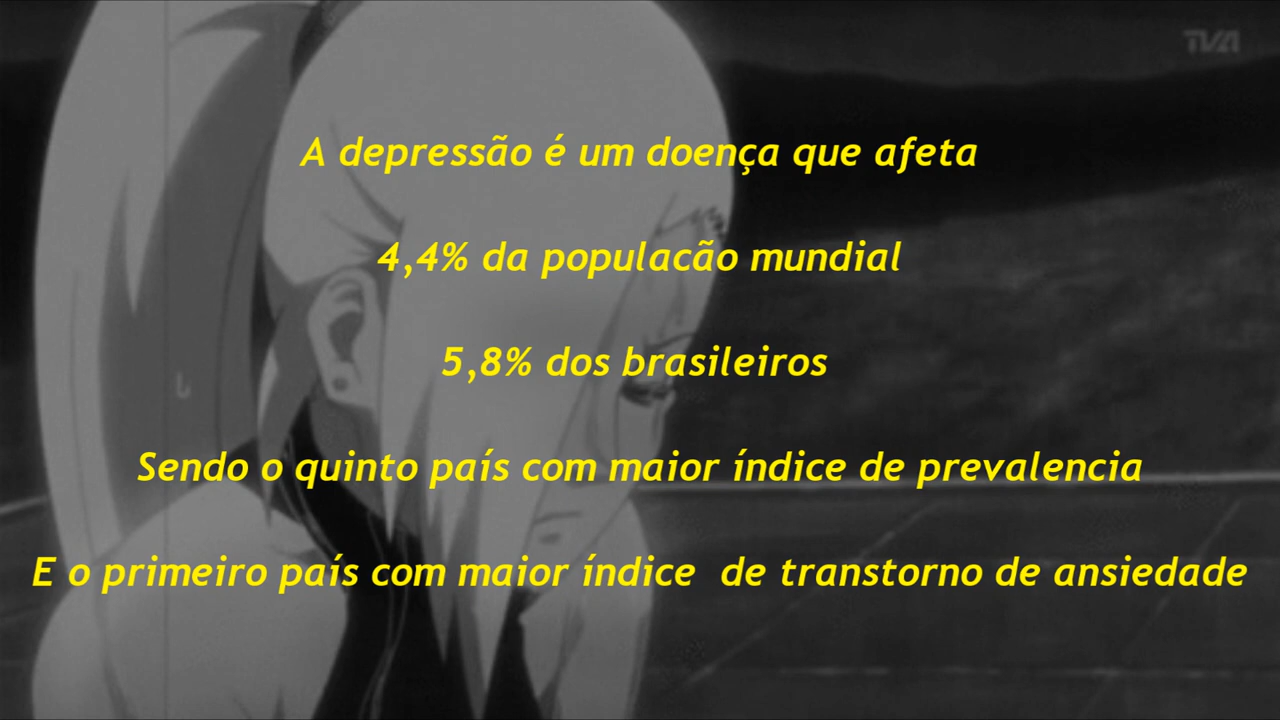 TVA
A depressão é um doença que afeta
4,4% da populacão mundial
5,8% dos brasileiros
Sendo o quinto país com maior índice de prevalencia
E o primeiro país com maior índice  de transtorno de ansiedade